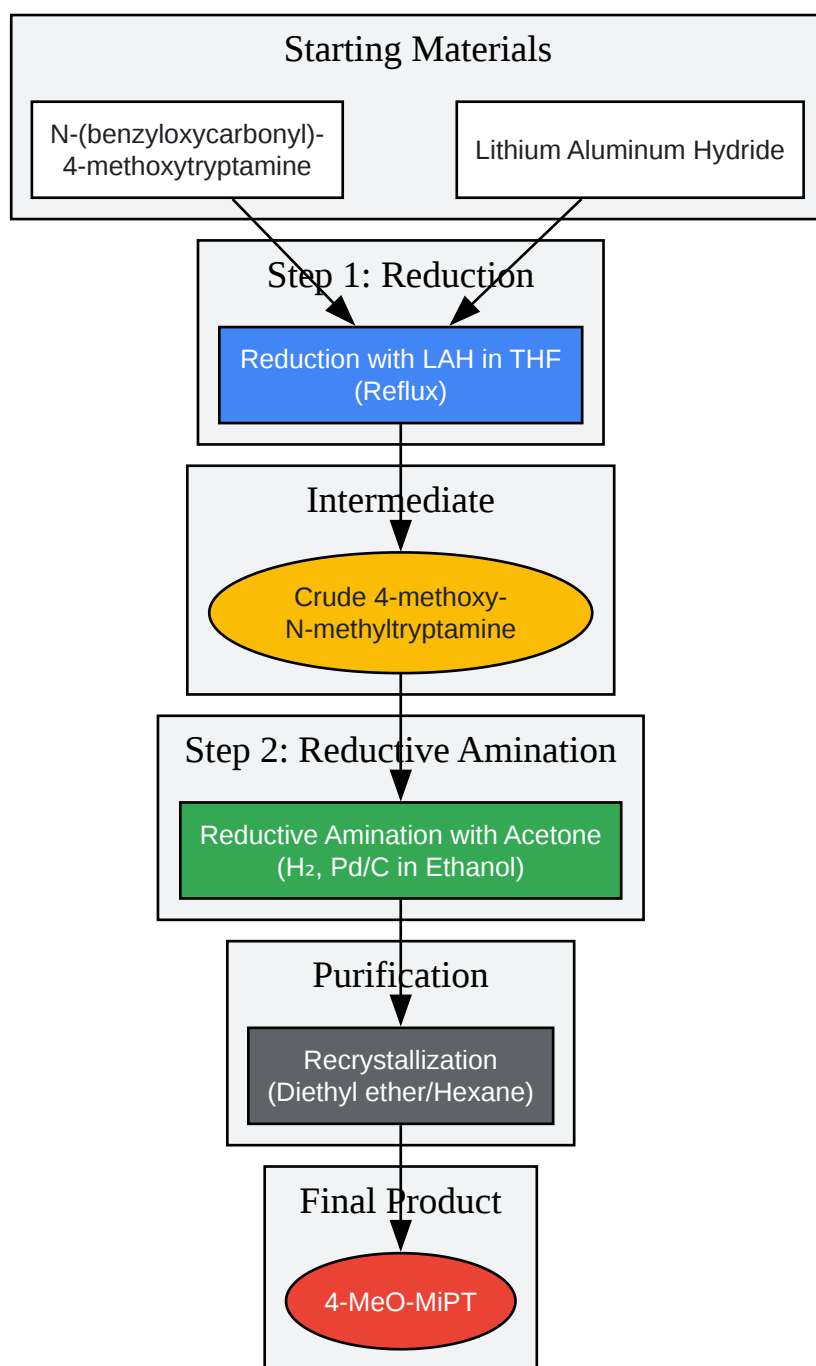 Starting Materials
N-(benzyloxycarbonyl)-
4-methoxytryptamine
Lithium Aluminum Hydride
Step 1: Reduction
Reduction with LAH in THF
(Reflux)
Intermediate
Crude 4-methoxy-
N-methyltryptamine
Step 2: Reductive Amination
Reductive Amination with Acetone
(H₂, Pd/C in Ethanol)
Purification
Recrystallization
(Diethyl ether/Hexane)
Final Product
4-MeO-MiPT